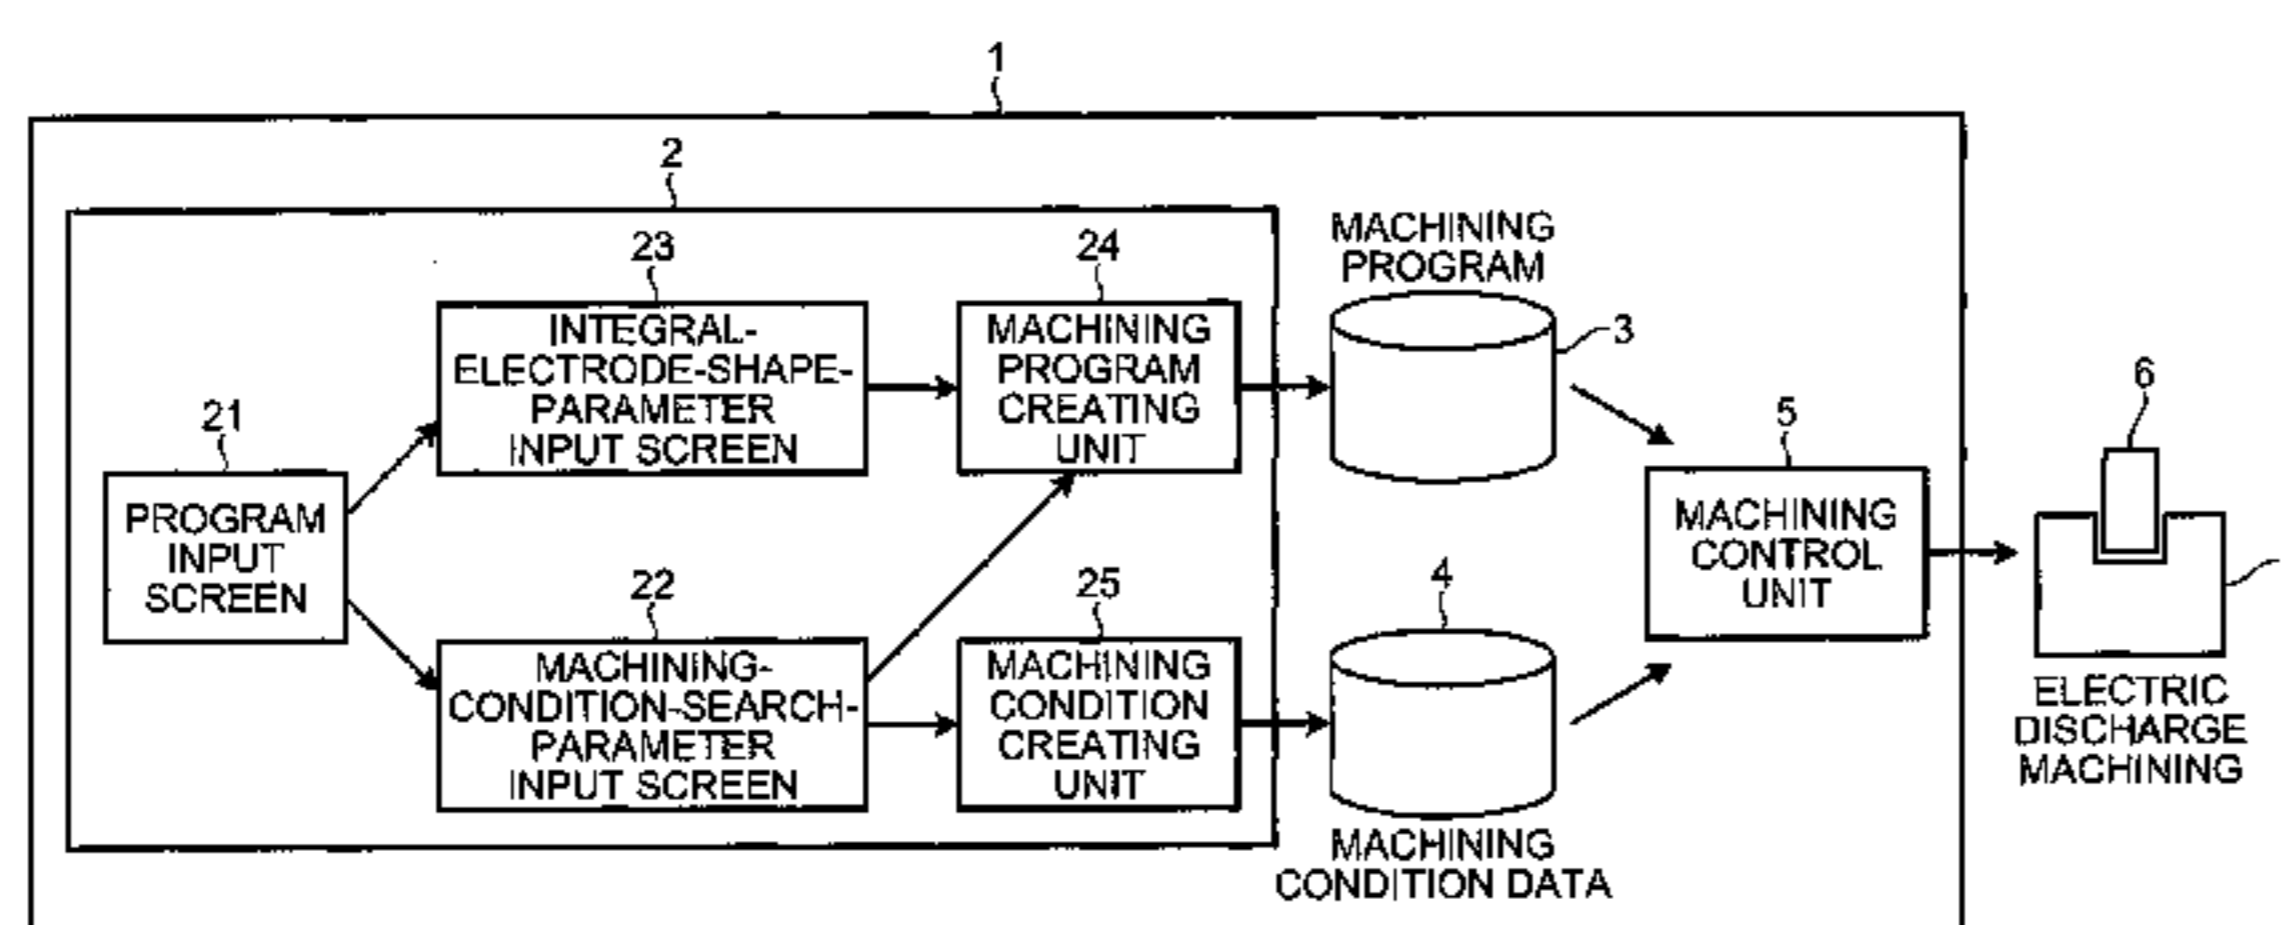 1
2
23
INTEGRAL-
ELECTRODE-SHAPE-
PARAMETER
INPUT SCREEN
24
MACHINING
PROGRAM
CREATING
UNIT
MACHINING
PROGRAM
3
21
PROGRAM
INPUT
SCREEN
22
MACHINING-
CONDITION-SEARCH-
PARAMETER
INPUT SCREEN
25
MACHINING
CONDITION
CREATING
UNIT
4
MACHINING
CONDITION DATA
5
MACHINING
CONTROL
UNIT
6
ELECTRIC
DISCHARGE
MACHINING